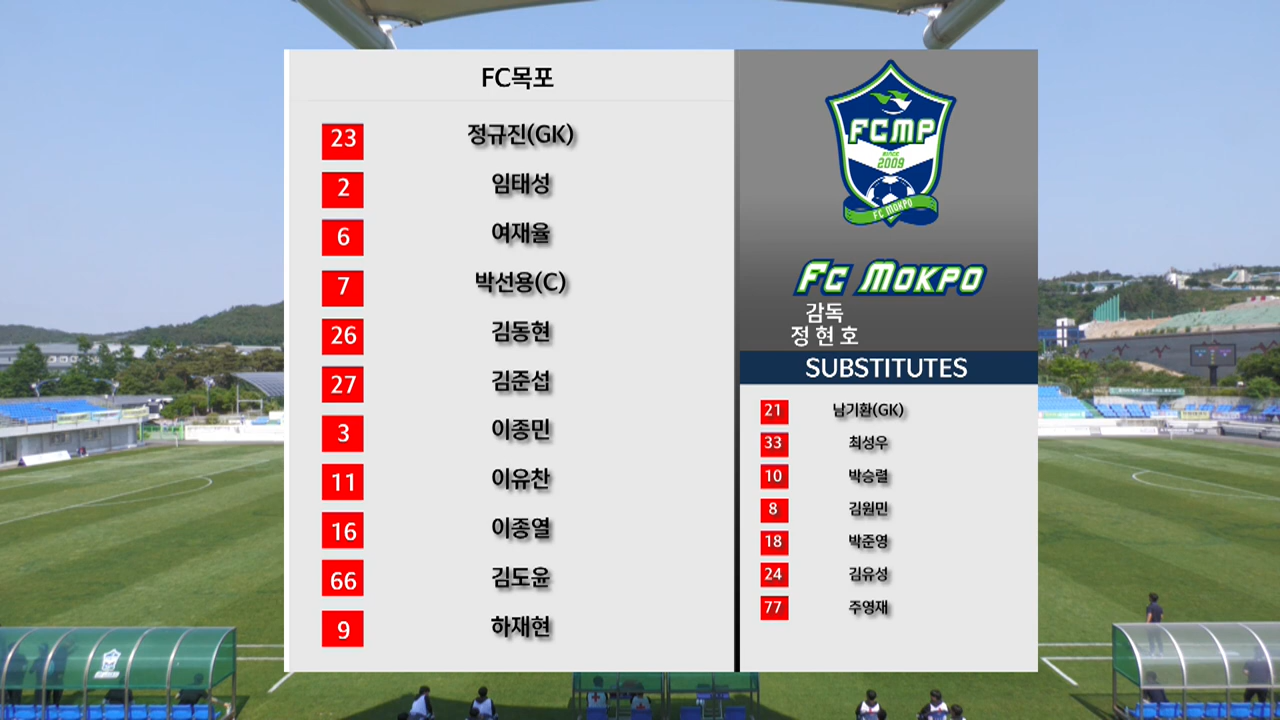 FC목포
23 정규진(GK)
2 임태성
6 여재율
7 박선용(C)
26 김동현
27 김준섭
3 이종민
11 이유찬
16 이종열
66 김도윤
9 하재현
FCMP
SINCE
2009
FC MOKPO
FC MOKPO
감독
정현호
SUBSTITUTES
21 남기환(GK)
33 최성우
10 박승렬
8 김원민
18 박준영
24 김유성
77 주영재